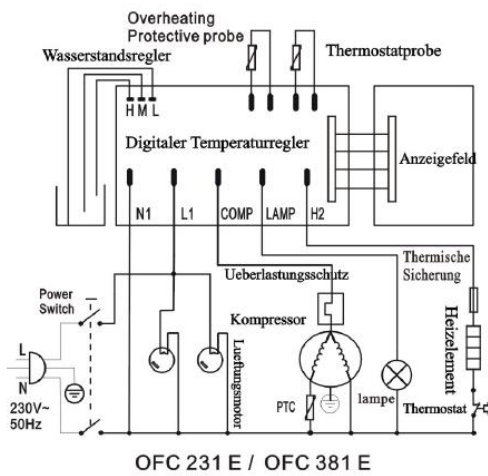 Overheating
Protective probe
Wasserstandsregler
Thermostatprobe
H M L
Digitaler Temperaturregler
Anzeigefeld
N1 L1 COMP LAMP H2
Ueberlastungsschutz
Thermische
Sicherung
Power
Switch
Kompressor
Lueftungsmotor
Heizelement
L
N
230V~
50Hz
PTC
lampe
Thermostat
OFC 231 E / OFC 381 E